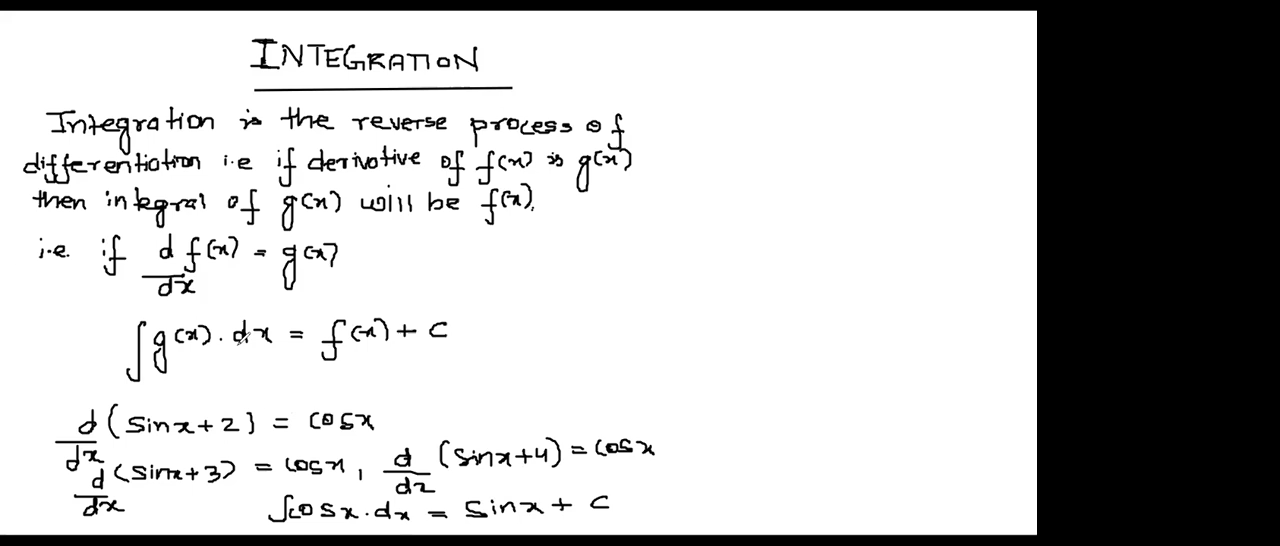 INTEGRATION
Integration is the reverse process of
differentiation i.e if derivative of f(x) is g(x)
then integral of g(x) will be f(x).
i.e. if d/dx f(x) = g(x)
∫g(x).dx = f(x) + c
d/dx (sinx+2) = cosx
d/dx (sinx+3) = cosx, d/dx (sinx+4) = cosx
∫cosx.dx = sinx + c